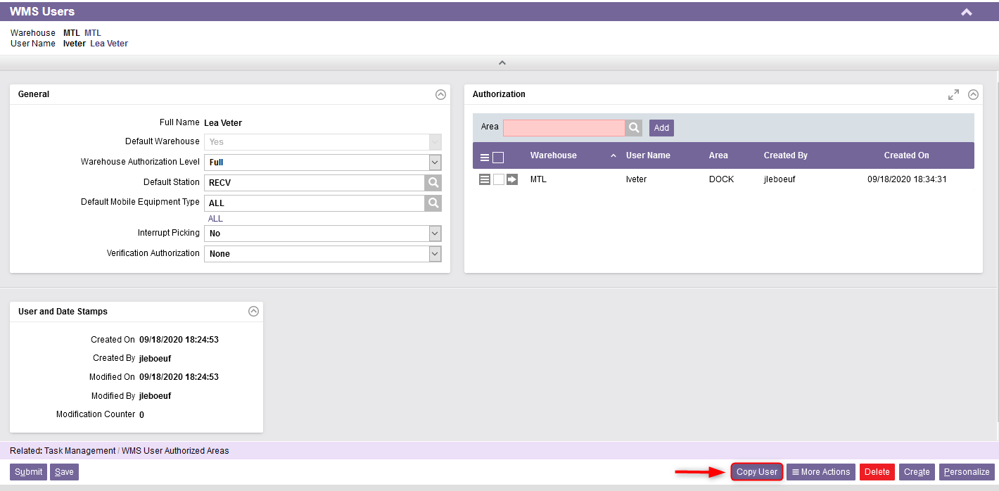 WMS Users
Warehouse MTL MTL
User Name lveter Lea Veter
General
Full Name Lea Veter
Default Warehouse Yes
Warehouse Authorization Level Full
Default Station RECV
Default Mobile Equipment Type ALL
ALL
Interrupt Picking No
Verification Authorization None
Authorization
Area Add
Warehouse User Name Area Created By Created On
MTL lveter DOCK jleboeuf 09/18/2020 18:34:31
User and Date Stamps
Created On 09/18/2020 18:24:53
Created By jleboeuf
Modified On 09/18/2020 18:24:53
Modified By jleboeuf
Modification Counter 0
Related: Task Management / WMS User Authorized Areas
Submit Save Copy User More Actions Delete Create Personalize